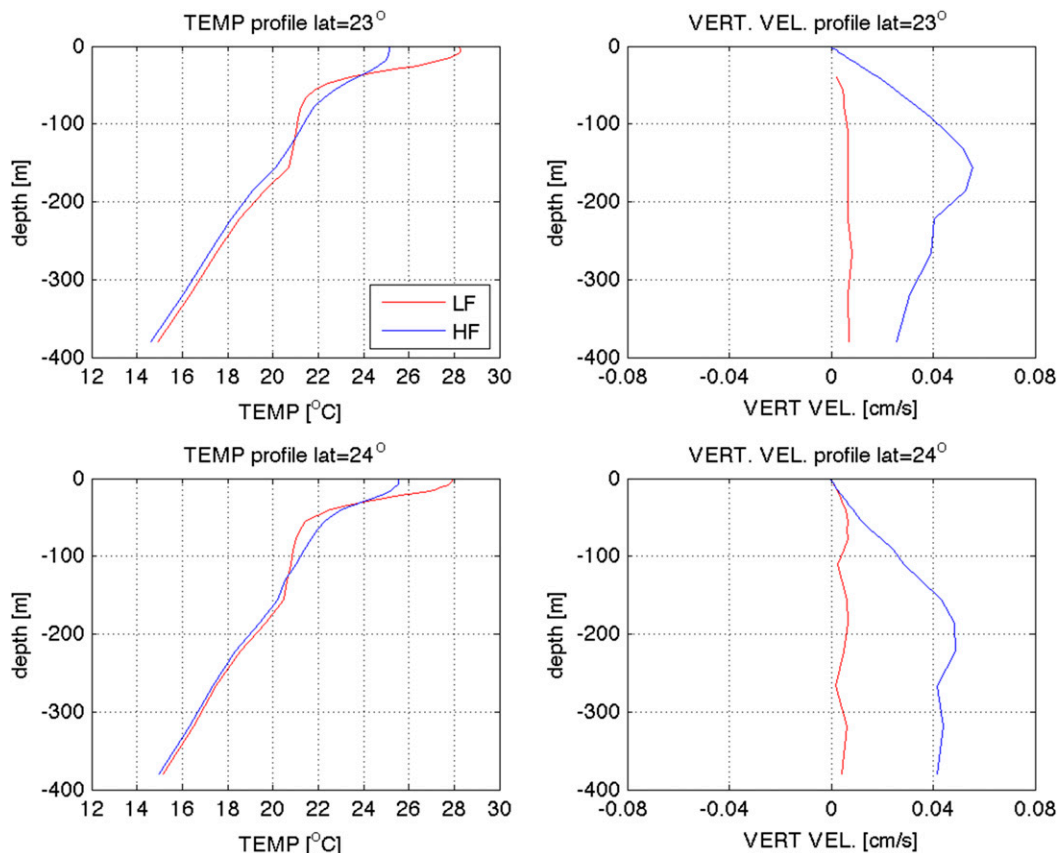 TEMP profile lat=23°
0
-100
-200
-300
-400
depth [m]
12 14 16 18 20 22 24 26 28 30
TEMP [°C]
LF
HF
VERT. VEL. profile lat=23°
0
-100
-200
-300
-400
depth [m]
-0.08 -0.04 0 0.04 0.08
VERT VEL. [cm/s]
TEMP profile lat=24°
0
-100
-200
-300
-400
depth [m]
12 14 16 18 20 22 24 26 28 30
TEMP [°C]
VERT. VEL. profile lat=24°
0
-100
-200
-300
-400
depth [m]
-0.08 -0.04 0 0.04 0.08
VERT VEL. [cm/s]